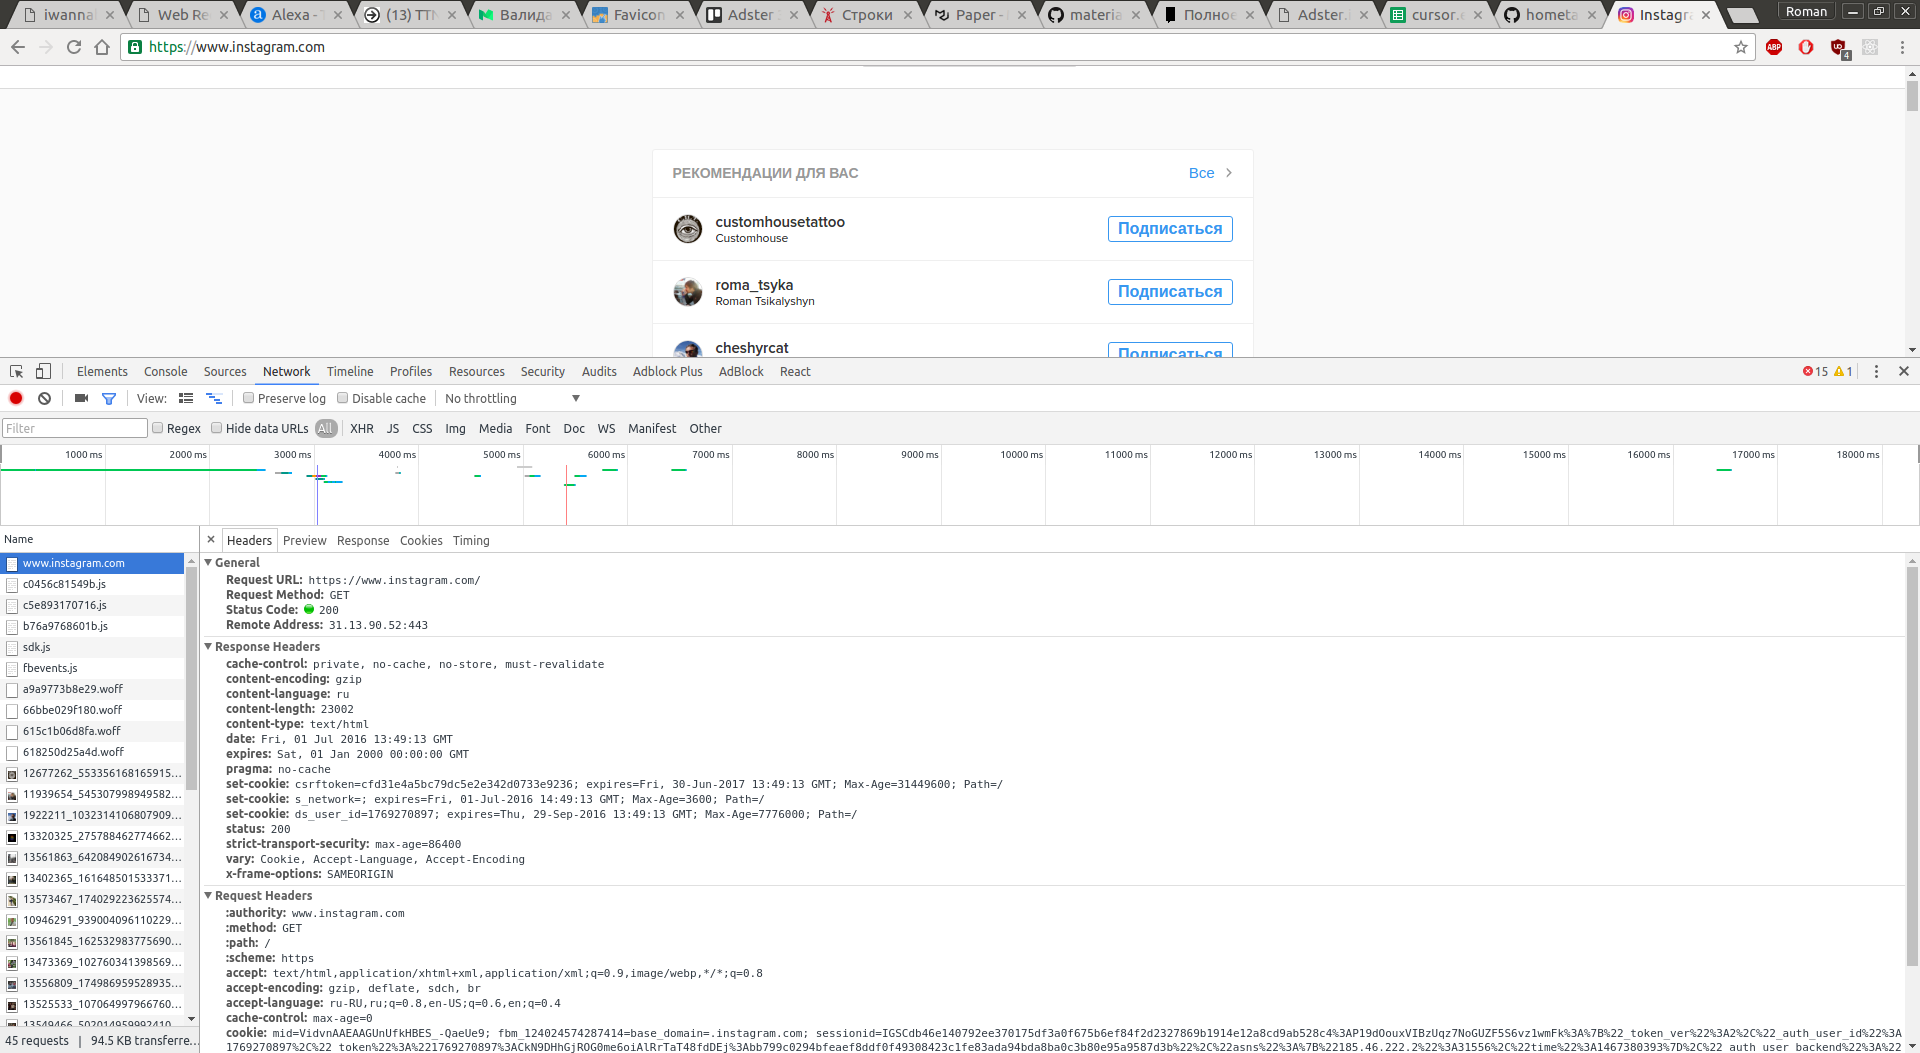 iwannal Web Re Alexa - T (13) TTN Валида Favicon Adster Строки Paper - materia Полное Adster. cursor.e hometa Instagra Roman
https://www.instagram.com
РЕКОМЕНДАЦИИ ДЛЯ ВАС Все
customhousetattoo
Customhouse
Подписаться
roma_tsyka
Roman Tsikalyshyn
Подписаться
cheshyrcat
Подписаться
Elements Console Sources Network Timeline Profiles Resources Security Audits Adblock Plus AdBlock React 15 1
View: Preserve log Disable cache No throttling
Filter Regex Hide data URLs All XHR JS CSS Img Media Font Doc WS Manifest Other
1000 ms 2000 ms 3000 ms 4000 ms 5000 ms 6000 ms 7000 ms 8000 ms 9000 ms 10000 ms 11000 ms 12000 ms 13000 ms 14000 ms 15000 ms 16000 ms 17000 ms 18000 ms
Name
www.instagram.com
c0456c81549b.js
c5e893170716.js
b76a9768601b.js
sdk.js
fbevents.js
a9a9773b8e29.woff
66bbe029f180.woff
615c1b06d8fa.woff
618250d25a4d.woff
12677262_553356168165915...
11939654_545307998949582...
1922211_1032314106807909...
13320325_275788462774662...
13561863_642084902616734...
13402365_161648501533371...
13573467_174029223625574...
10946291_939004096110229...
13561845_162532983775690...
13473369_102760341398569...
13556809_174986959528935...
13525533_107064997966760...
13549466_502014959992410...
45 requests | 94.5 KB transferre...
Headers Preview Response Cookies Timing
General
Request URL: https://www.instagram.com/
Request Method: GET
Status Code: 200
Remote Address: 31.13.90.52:443
Response Headers
cache-control: private, no-cache, no-store, must-revalidate
content-encoding: gzip
content-language: ru
content-length: 23002
content-type: text/html
date: Fri, 01 Jul 2016 13:49:13 GMT
expires: Sat, 01 Jan 2000 00:00:00 GMT
pragma: no-cache
set-cookie: csrftoken=cfd31e4a5bc79dc5e2e342d0733e9236; expires=Fri, 30-Jun-2017 13:49:13 GMT; Max-Age=31449600; Path=/
set-cookie: s_network=; expires=Fri, 01-Jul-2016 14:49:13 GMT; Max-Age=3600; Path=/
set-cookie: ds_user_id=1769270897; expires=Thu, 29-Sep-2016 13:49:13 GMT; Max-Age=7776000; Path=/
status: 200
strict-transport-security: max-age=86400
vary: Cookie, Accept-Language, Accept-Encoding
x-frame-options: SAMEORIGIN
Request Headers
:authority: www.instagram.com
:method: GET
:path: /
:scheme: https
accept: text/html,application/xhtml+xml,application/xml;q=0.9,image/webp,*/*;q=0.8
accept-encoding: gzip, deflate, sdch, br
accept-language: ru-RU,ru;q=0.8,en-US;q=0.6,en;q=0.4
cache-control: max-age=0
cookie: mid=VidvnAAEAAGUnUfkHBES_-QaeUe9; fbm_124024574287414=base_domain=.instagram.com; sessionid=IGSCdb46e140792ee370175df3a0f675b6ef84f2d2327869b1914e12a8cd9ab528c4%3AP19dOouxVIBzUqz7NoGUZF5S6vz1wmFk%3A%7B%22_token_ver%22%3A2%2C%22_auth_user_id%22%3A
1769270897%2C%22_token%22%3A%221769270897%3ACkN9DHhGjROG0me6oiAlRrTaT48fdDEj%3Abb799c0294bfeaef8ddf0f49308423c1fe83ada94bda8ba0c3b80e95a9587d3b%22%2C%22asns%22%3A%7B%22185.46.222.2%22%3A31556%2C%22time%22%3A1467380393%7D%2C%22_auth_user_backend%22%3A%22